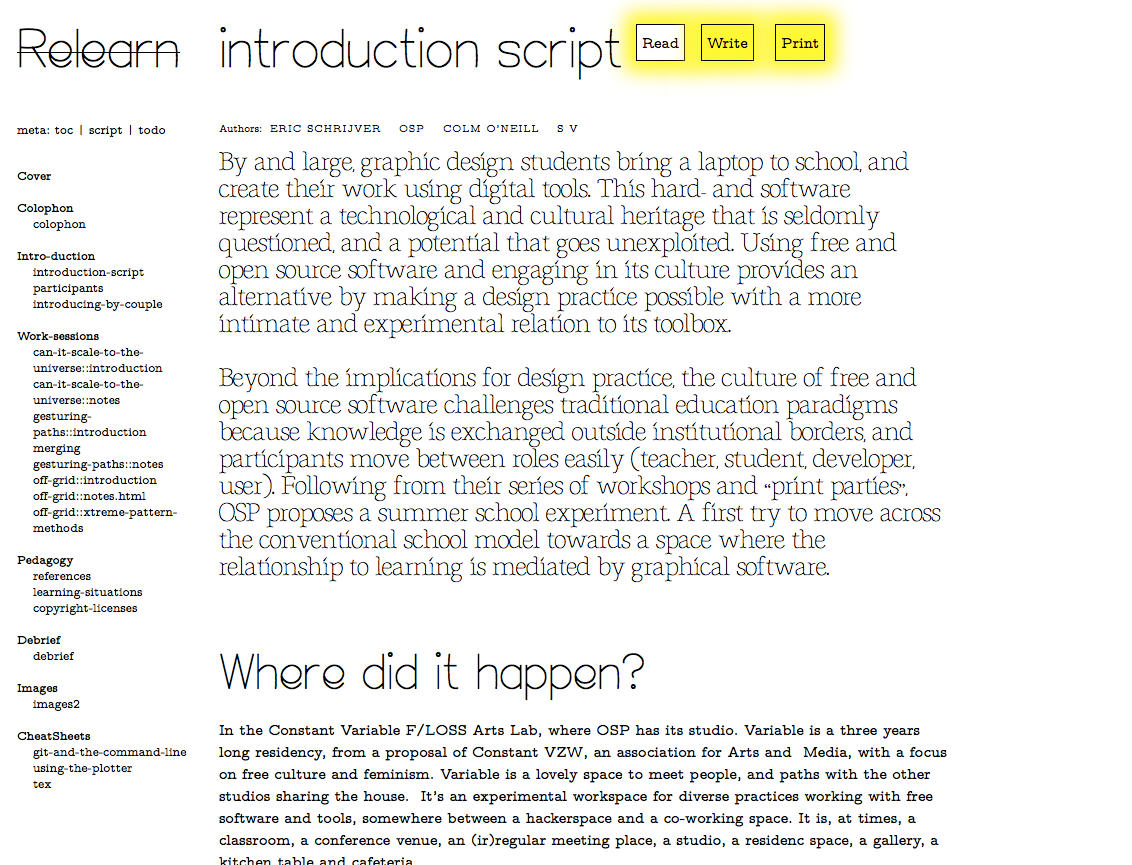 Relearn introduction script Read Write Print
meta: toc | script | todo
Cover
Colophon
colophon
Intro-duction
introduction-script
participants
introducing-by-couple
Work-sessions
can-it-scale-to-the-
universe::introduction
can-it-scale-to-the-
universe::notes
gesturing-
paths::introduction
merging
gesturing-paths::notes
off-grid::introduction
off-grid::notes.html
off-grid::xtreme-pattern-
methods
Pedagogy
references
learning-situations
copyright-licenses
Debrief
debrief
Images
images2
CheatSheets
git-and-the-command-line
using-the-plotter
tex
Authors: ERIC SCHRIJVER OSP COLM O'NEILL S V
By and large, graphic design students bring a laptop to school, and
create their work using digital tools. This hard- and software
represent a technological and cultural heritage that is seldomly
questioned, and a potential that goes unexploited. Using free and
open source software and engaging in its culture provides an
alternative by making a design practice possible with a more
intimate and experimental relation to its toolbox.
Beyond the implications for design practice, the culture of free and
open source software challenges traditional education paradigms
because knowledge is exchanged outside institutional borders, and
participants move between roles easily (teacher, student, developer,
user). Following from their series of workshops and “print parties”,
OSP proposes a summer school experiment. A first try to move across
the conventional school model towards a space where the
relationship to learning is mediated by graphical software.
Where did it happen?
In the Constant Variable F/LOSS Arts Lab, where OSP has its studio. Variable is a three years
long residency, from a proposal of Constant VZW, an association for Arts and Media, with a focus
on free culture and feminism. Variable is a lovely space to meet people, and paths with the other
studios sharing the house. It's an experimental workspace for diverse practices working with free
software and tools, somewhere between a hackerspace and a co-working space. It is, at times, a
classroom, a conference venue, an (ir)regular meeting place, a studio, a residenc space, a gallery, a
kitchen table and cafeteria